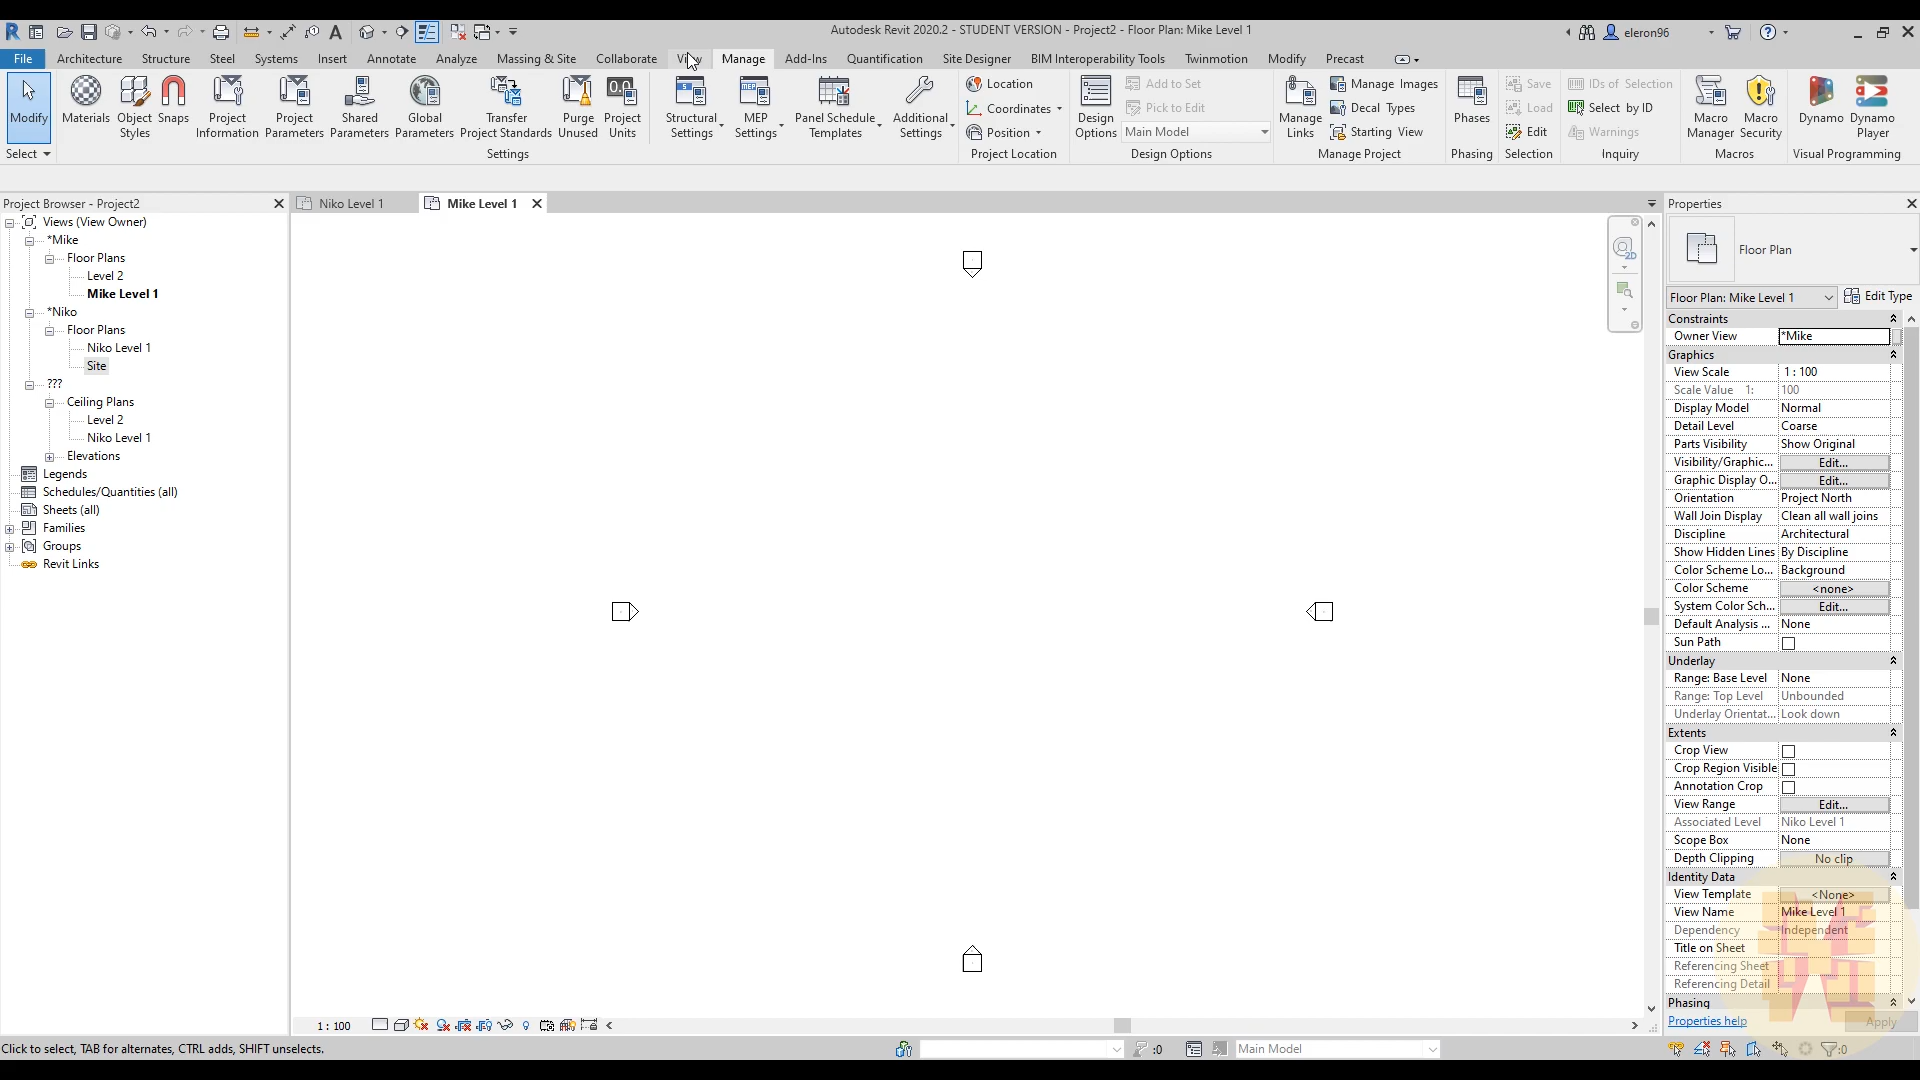 Autodesk Revit 2020.2 - STUDENT VERSION - Project2 - Floor Plan: Mike Level 1
eleron96
File Architecture Structure Steel Systems Insert Annotate Analyze Massing & Site Collaborate View Manage Add-Ins Quantification Site Designer BIM Interoperability Tools Twinmotion Modify Precast
Modify
Materials
Object Styles
Snaps
Project Information
Project Parameters
Shared Parameters
Global Parameters
Transfer Project Standards
Purge Unused
Project Units
Structural Settings
MEP Settings
Panel Schedule Templates
Additional Settings
Location
Coordinates
Position
Design Options
Add to Set
Pick to Edit
Main Model
Manage Links
Manage Images
Decal Types
Starting View
Phases
Save
Load
Edit
IDs of Selection
Select by ID
Warnings
Macro Manager
Macro Security
Dynamo
Dynamo Player
Select
Settings
Project Location
Design Options
Manage Project
Phasing
Selection
Inquiry
Macros
Visual Programming
Project Browser - Project2
Views (View Owner)
*Mike
Floor Plans
Level 2
Mike Level 1
*Niko
Floor Plans
Niko Level 1
Site
???
Ceiling Plans
Level 2
Niko Level 1
Elevations
Legends
Schedules/Quantities (all)
Sheets (all)
Families
Groups
Revit Links
Niko Level 1
Mike Level 1
2D
Properties
Floor Plan
Floor Plan: Mike Level 1
Edit Type
Constraints
Owner View *Mike
Graphics
View Scale 1 : 100
Scale Value 1: 100
Display Model Normal
Detail Level Coarse
Parts Visibility Show Original
Visibility/Graphic... Edit...
Graphic Display O... Edit...
Orientation Project North
Wall Join Display Clean all wall joins
Discipline Architectural
Show Hidden Lines By Discipline
Color Scheme Lo... Background
Color Scheme <none>
System Color Sch... Edit...
Default Analysis ... None
Sun Path
Underlay
Range: Base Level None
Range: Top Level Unbounded
Underlay Orientat... Look down
Extents
Crop View
Crop Region Visible
Annotation Crop
View Range Edit...
Associated Level Niko Level 1
Scope Box None
Depth Clipping No clip
Identity Data
View Template <None>
View Name Mike Level 1
Dependency Independent
Title on Sheet
Referencing Sheet
Referencing Detail
Phasing
Properties help
Apply
1 : 100
Click to select, TAB for alternates, CTRL adds, SHIFT unselects.
:0
Main Model
:0